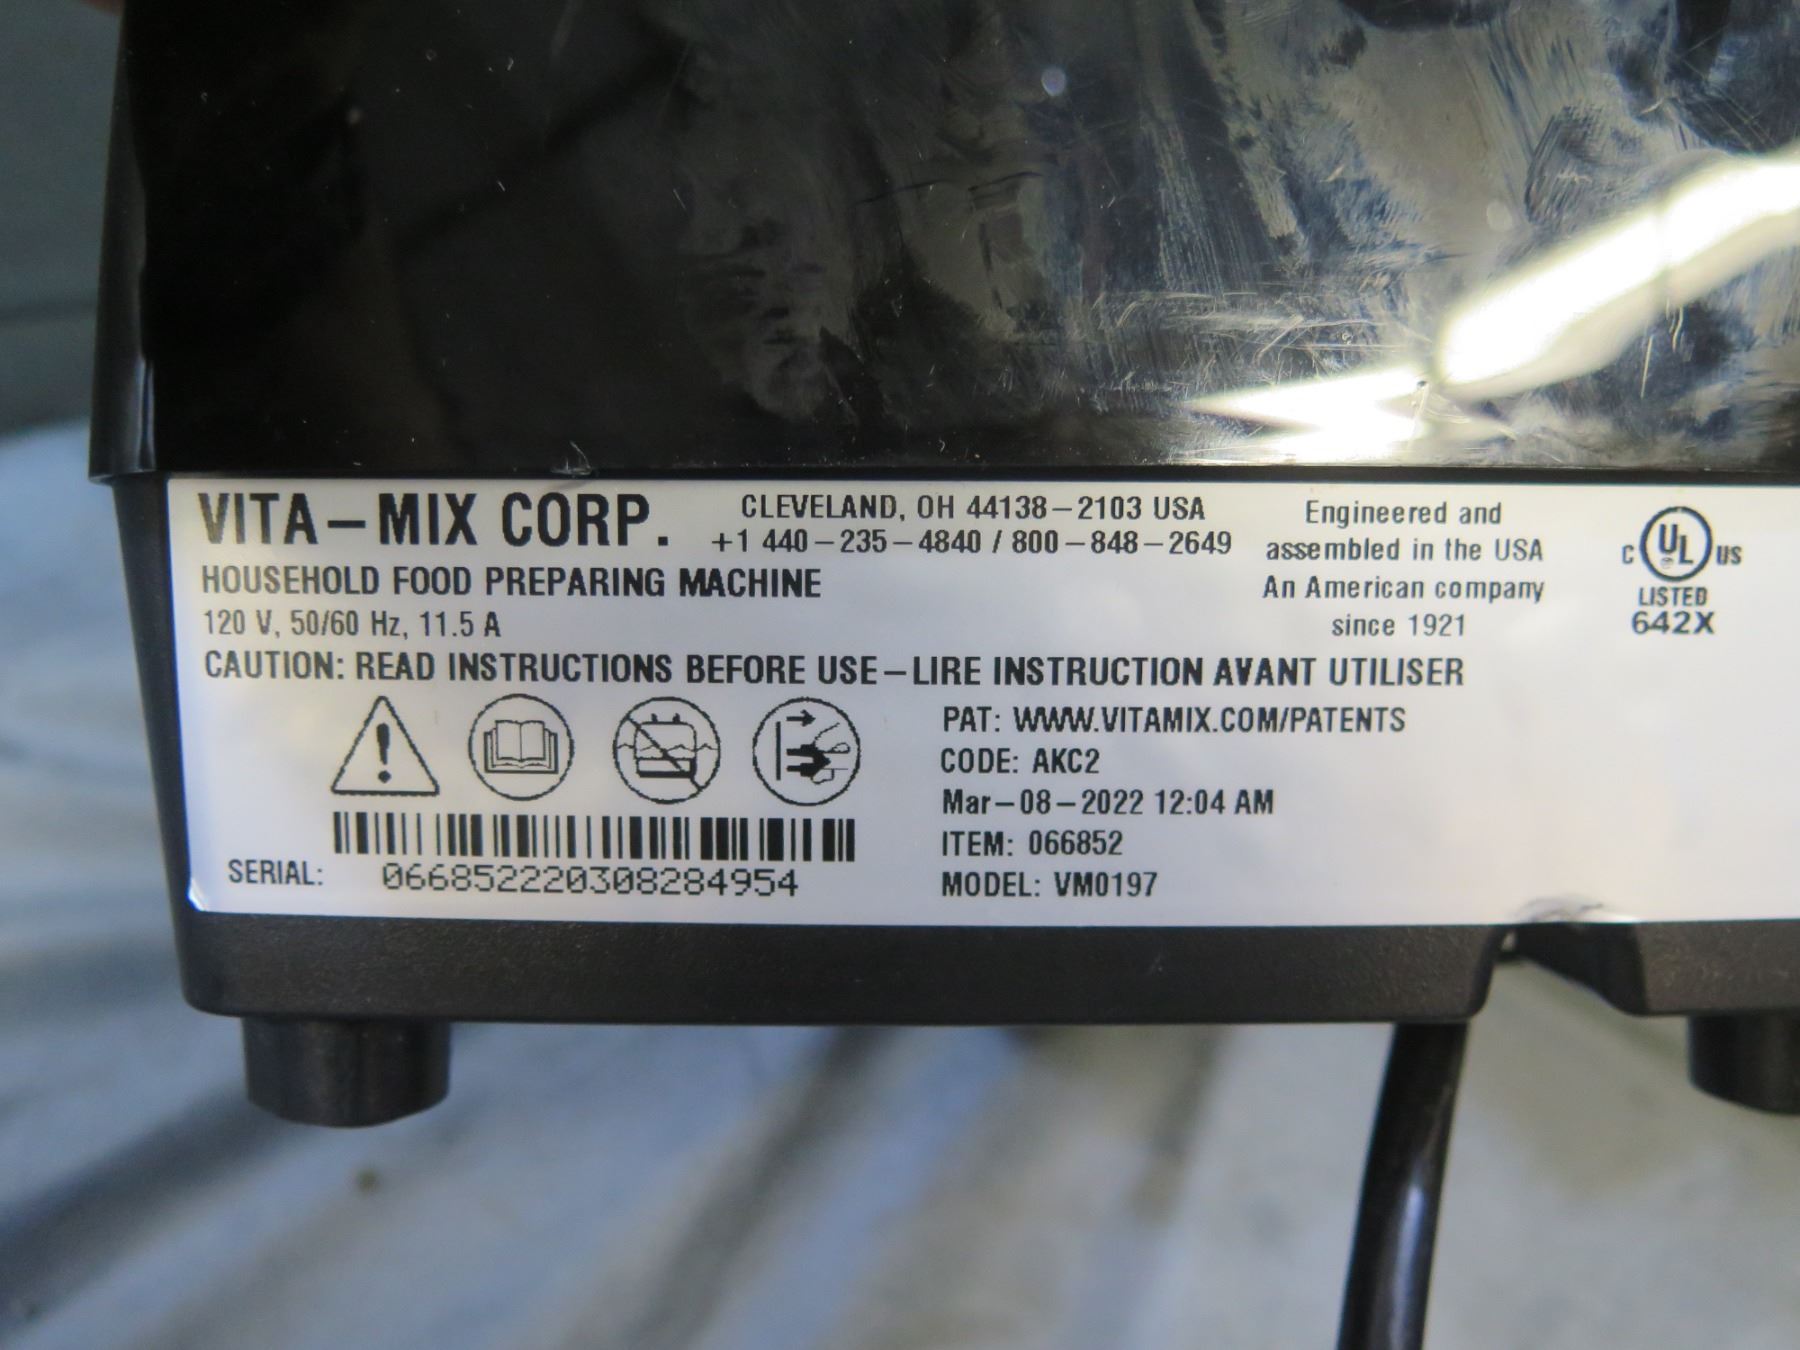 VITA-MIX CORP.
CLEVELAND, OH 44138-2103 USA
+1 440-235-4840 / 800-848-2649
HOUSEHOLD FOOD PREPARING MACHINE
120 V, 50/60 Hz, 11.5 A
Engineered and
assembled in the USA
An American company
since 1921
C UL US
LISTED
642X
CAUTION: READ INSTRUCTIONS BEFORE USE-LIRE INSTRUCTION AVANT UTILISER
PAT: WWW.VITAMIX.COM/PATENTS
CODE: AKC2
Mar-08-2022 12:04 AM
ITEM: 066852
MODEL: VM0197
SERIAL: 066852220308284954